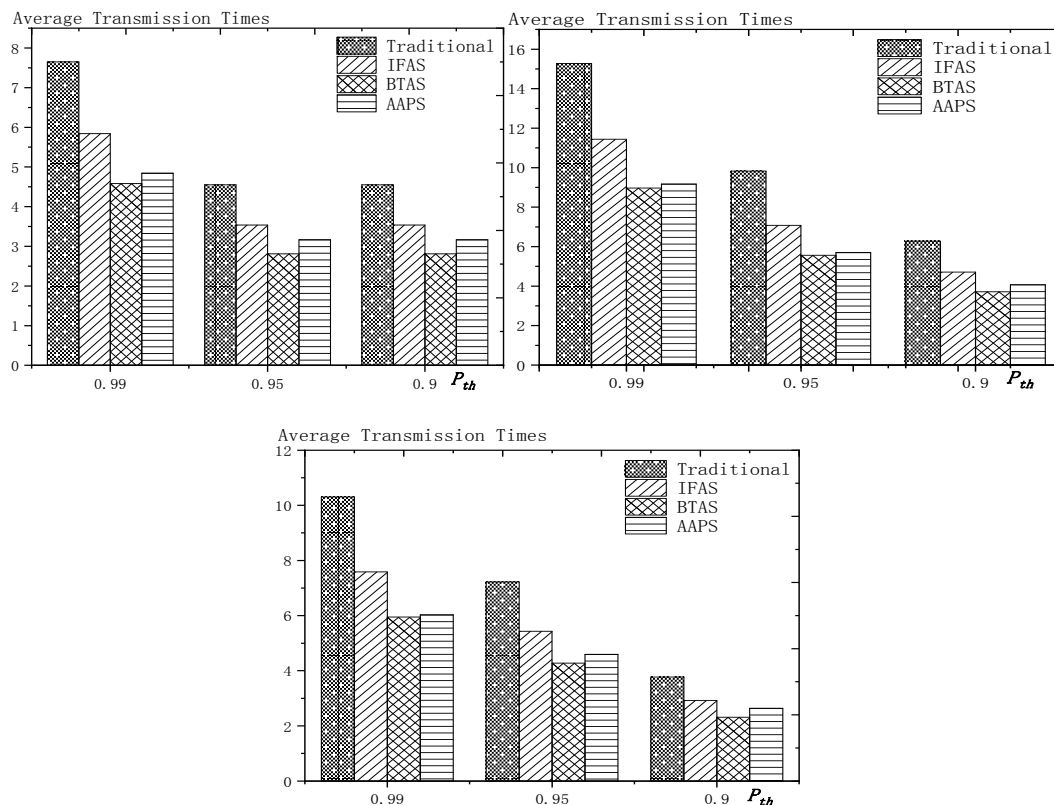 Average Transmission Times
8
7
6
5
4
3
2
1
0
Traditional
IFAS
BTAS
AAPS
0.99
0.95
0.9
P_th
Average Transmission Times
16
14
12
10
8
6
4
2
0
Traditional
IFAS
BTAS
AAPS
0.99
0.95
0.9
P_th
Average Transmission Times
12
10
8
6
4
2
0
Traditional
IFAS
BTAS
AAPS
0.99
0.95
0.9
P_th